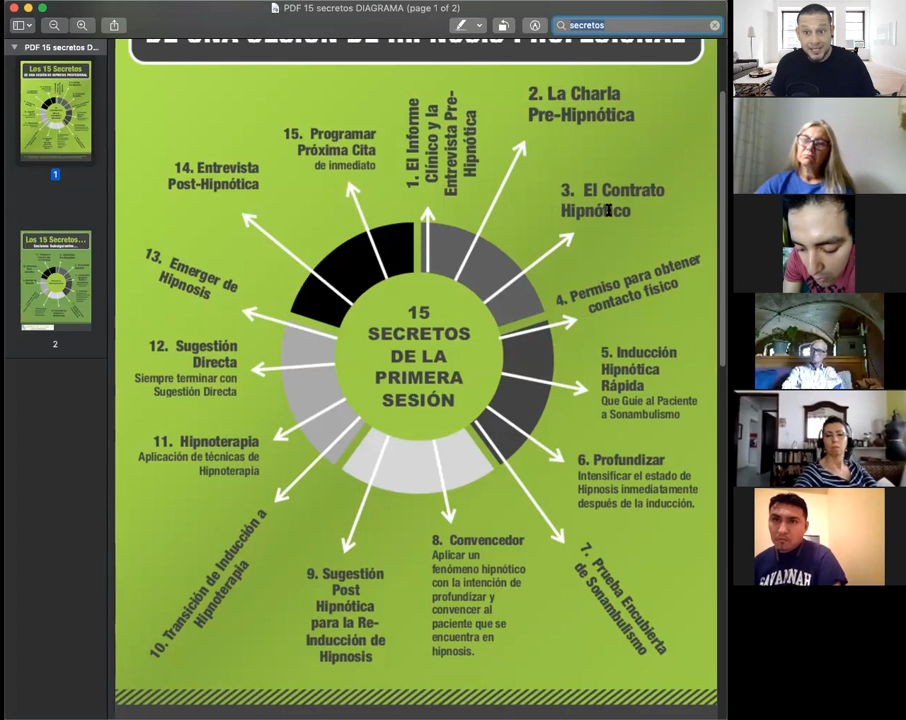 PDF 15 secretos DIAGRAMA (page 1 of 2)
secretos
PDF 15 secretos D...
Los 15 Secretos
1
Los 15 Secretos...
2
DE UNA SESIÓN DE HIPNOSIS PROFESIONAL
1. El Informe
Clínico y la
Entrevista Pre-
Hipnótica
2. La Charla
Pre-Hipnótica
3. El Contrato
Hipnótico
4. Permiso para obtener
contacto físico
5. Inducción
Hipnótica
Rápida
Que Guíe al Paciente
a Sonambulismo
6. Profundizar
Intensificar el estado de
Hipnosis inmediatamente
después de la inducción.
7. Prueba Encubierta
de Sonambulismo
8. Convencedor
Aplicar un
fenómeno hipnótico
con la intención de
profundizar y
convencer al
paciente que se
encuentra en
hipnosis.
9. Sugestión
Post
Hipnótica
para la Re-
Inducción de
Hipnosis
10. Transición de Inducción a
Hipnoterapia
11. Hipnoterapia
Aplicación de técnicas de
Hipnoterapia
12. Sugestión
Directa
Siempre terminar con
Sugestión Directa
13. Emerger de
Hipnosis
14. Entrevista
Post-Hipnótica
15. Programar
Próxima Cita
de inmediato
15
SECRETOS
DE LA
PRIMERA
SESIÓN
SAVANNAH